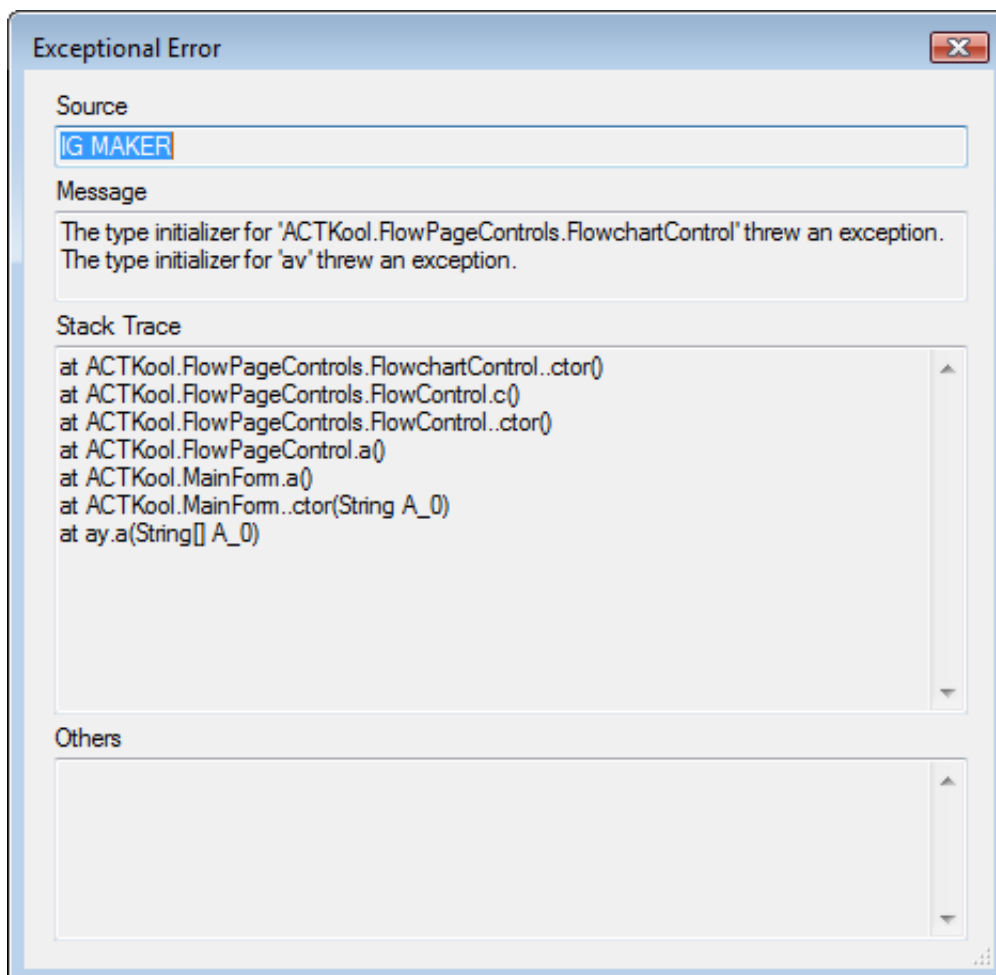 Exceptional Error
Source
IG MAKER
Message
The type initializer for 'ACTKool.FlowPageControls.FlowchartControl' threw an exception.
The type initializer for 'av' threw an exception.
Stack Trace
at ACTKool.FlowPageControls.FlowchartControl..ctor()
at ACTKool.FlowPageControls.FlowControl.c()
at ACTKool.FlowPageControls.FlowControl..ctor()
at ACTKool.FlowPageControl.a()
at ACTKool.MainForm.a()
at ACTKool.MainForm..ctor(String A_0)
at ay.a(String[] A_0)
Others